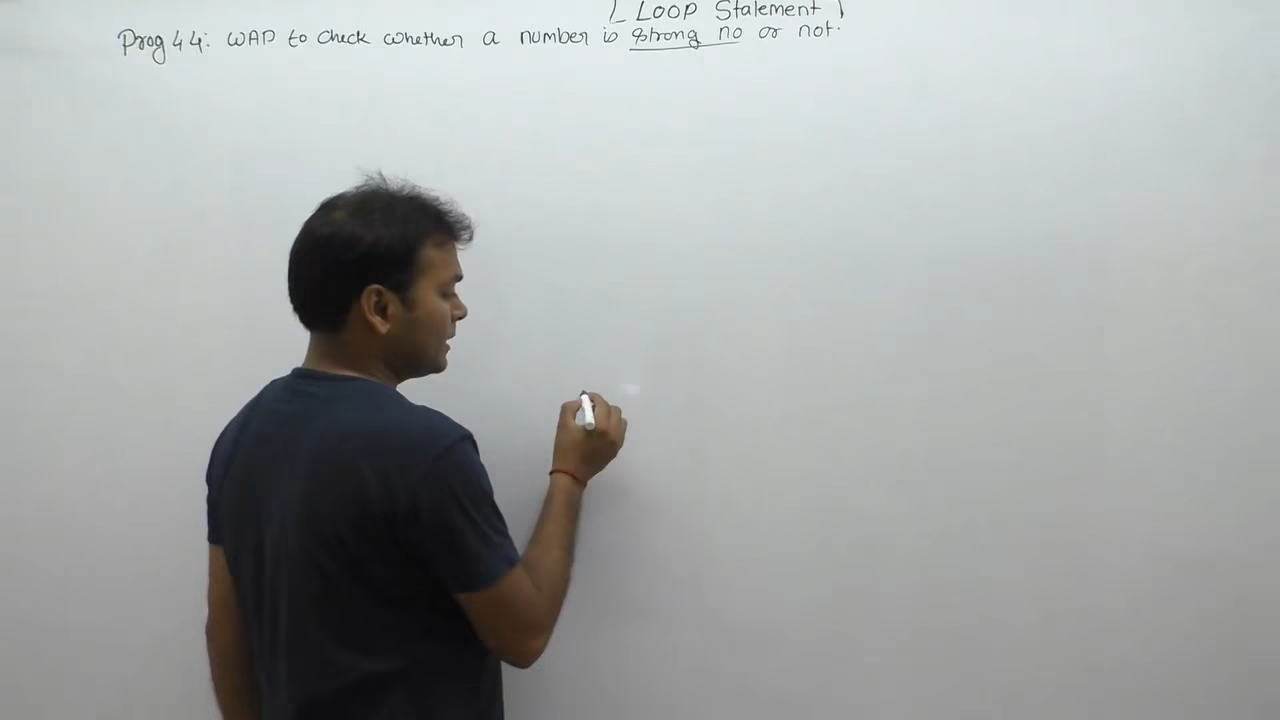 ( LOOP Statement )
Prog 44: WAP to check whether a number is strong no or not.